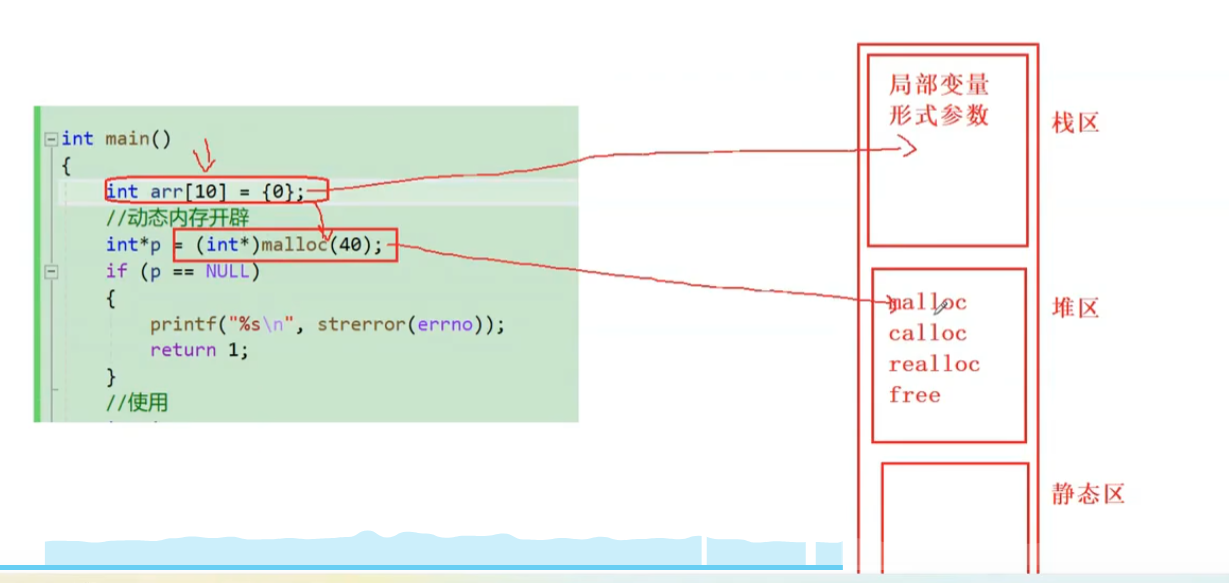 int main()
{
int arr[10] = {0};
//动态内存开辟
int*p = (int*)malloc(40);
if (p == NULL)
{
printf("%s\n", strerror(errno));
return 1;
}
//使用
局部变量
形式参数
栈区
malloc
calloc
realloc
free
堆区
静态区